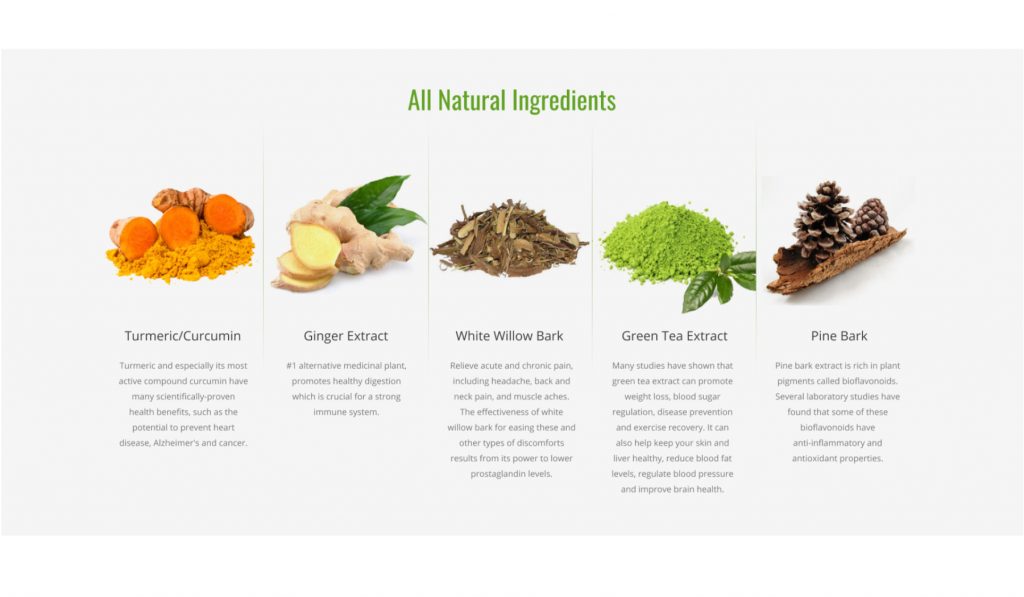 All Natural Ingredients
Turmeric/Curcumin
Turmeric and especially its most
active compound curcumin have
many scientifically-proven
health benefits, such as the
potential to prevent heart
disease, Alzheimer's and cancer.
Ginger Extract
#1 alternative medicinal plant,
promotes healthy digestion
which is crucial for a strong
immune system.
White Willow Bark
Relieve acute and chronic pain,
including headache, back and
neck pain, and muscle aches.
The effectiveness of white
willow bark for easing these and
other types of discomforts
results from its power to lower
prostaglandin levels.
Green Tea Extract
Many studies have shown that
green tea extract can promote
weight loss, blood sugar
regulation, disease prevention
and exercise recovery. It can
also help keep your skin and
liver healthy, reduce blood fat
levels, regulate blood pressure
and improve brain health.
Pine Bark
Pine bark extract is rich in plant
pigments called bioflavonoids.
Several laboratory studies have
found that some of these
bioflavonoids have
anti-inflammatory and
antioxidant properties.